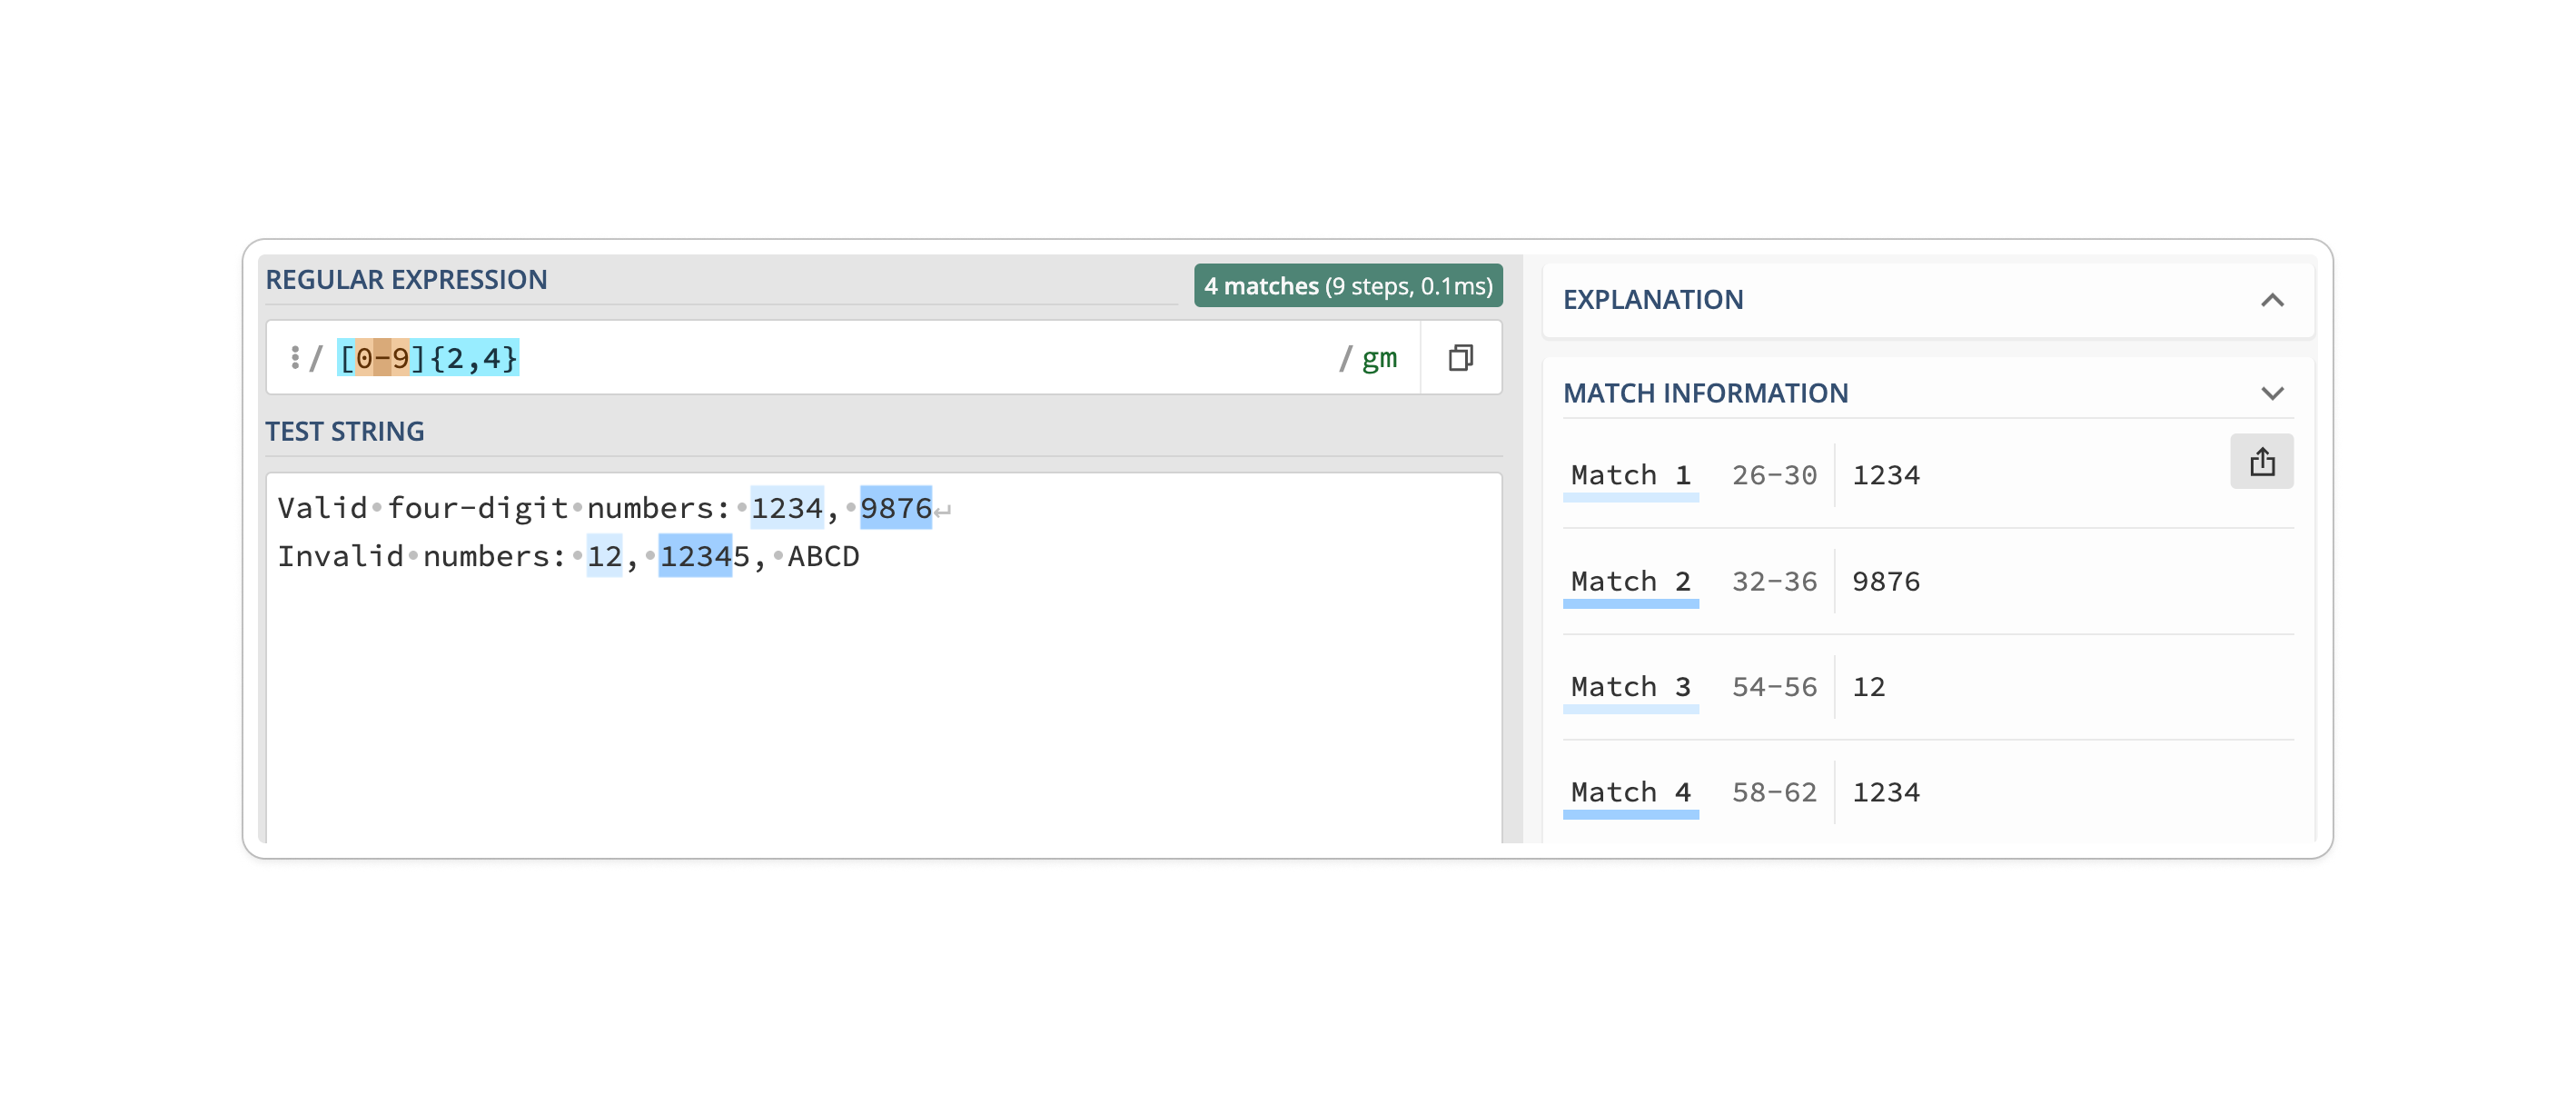 REGULAR EXPRESSION
4 matches (9 steps, 0.1ms)
/ [0-9]{2,4} / gm
TEST STRING
Valid four-digit numbers: 1234, 9876
Invalid numbers: 12, 12345, ABCD
EXPLANATION
MATCH INFORMATION
Match 1 26-30 1234
Match 2 32-36 9876
Match 3 54-56 12
Match 4 58-62 1234